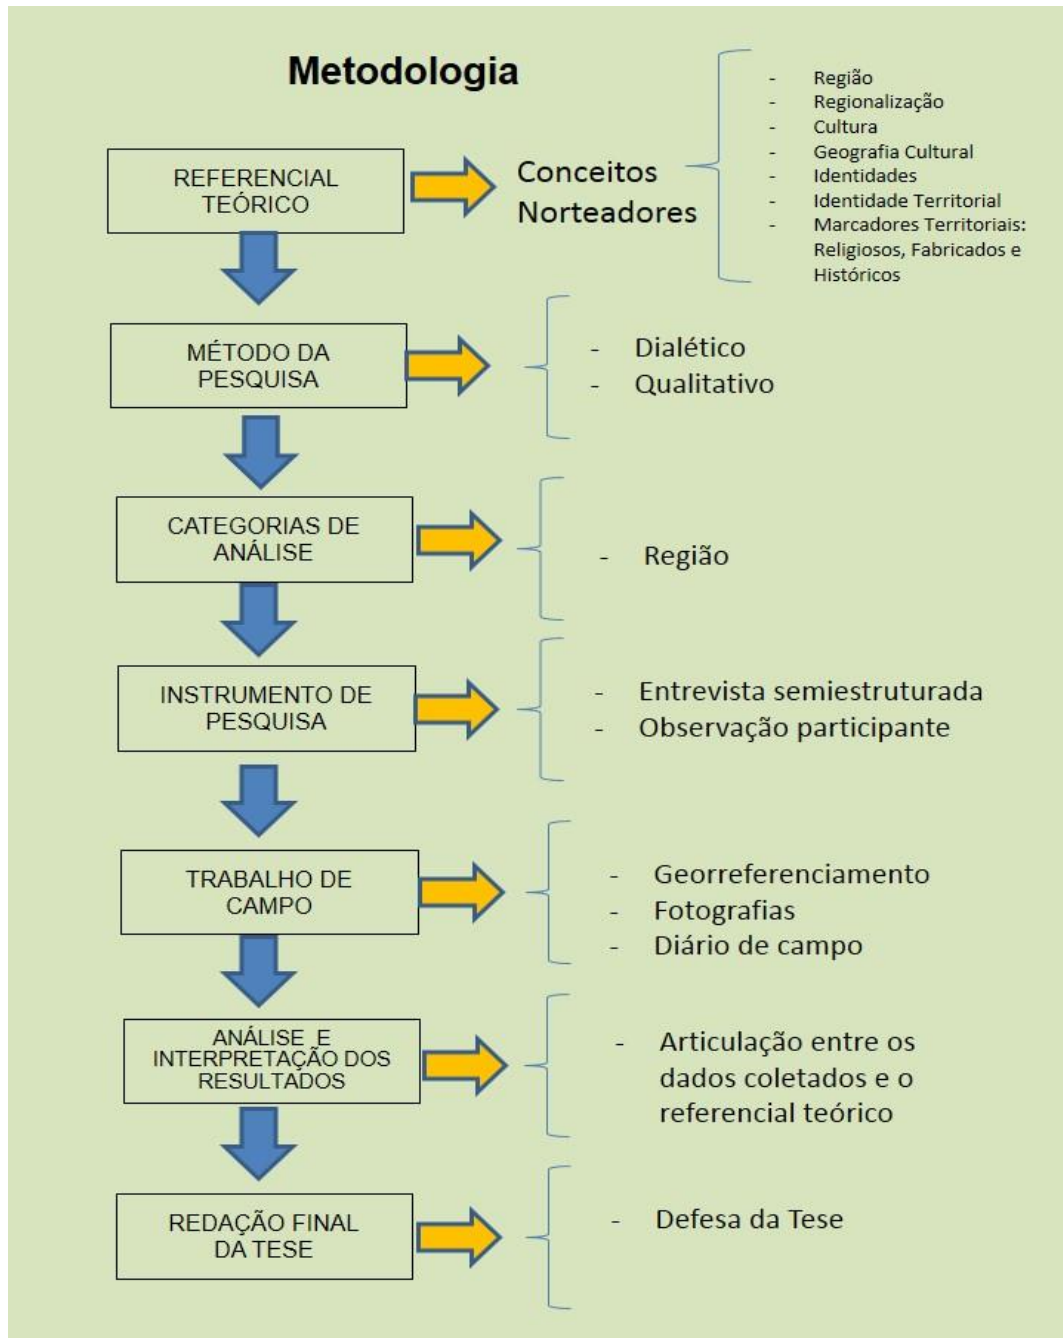 Metodologia
REFERENCIAL
TEÓRICO
Conceitos
Norteadores
- Região
- Regionalização
- Cultura
- Geografia Cultural
- Identidades
- Identidade Territorial
- Marcadores Territoriais:
Religiosos, Fabricados e
Históricos
MÉTODO DA
PESQUISA
- Dialético
- Qualitativo
CATEGORIAS DE
ANÁLISE
- Região
INSTRUMENTO DE
PESQUISA
- Entrevista semiestruturada
- Observação participante
TRABALHO DE
CAMPO
- Georreferenciamento
- Fotografias
- Diário de campo
ANÁLISE E
INTERPRETAÇÃO DOS
RESULTADOS
- Articulação entre os
dados coletados e o
referencial teórico
REDAÇÃO FINAL
DA TESE
- Defesa da Tese